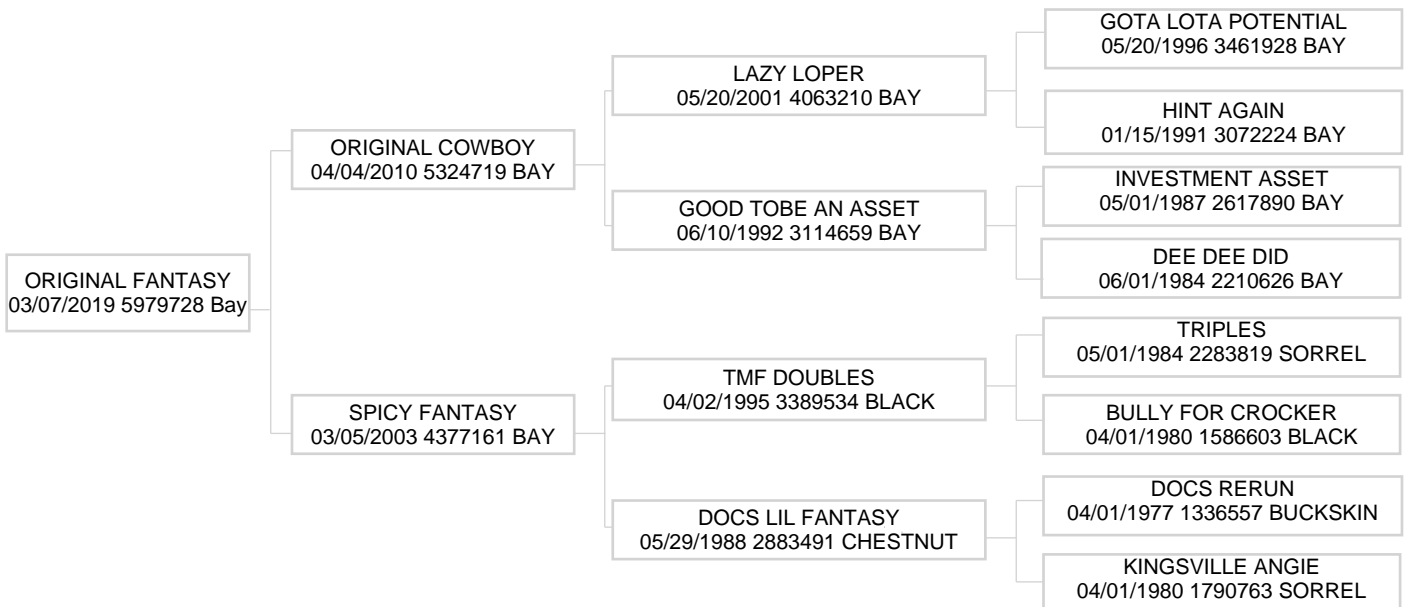 ORIGINAL FANTASY
03/07/2019 5979728 Bay
ORIGINAL COWBOY
04/04/2010 5324719 BAY
SPICY FANTASY
03/05/2003 4377161 BAY
LAZY LOPER
05/20/2001 4063210 BAY
GOOD TOBE AN ASSET
06/10/1992 3114659 BAY
TMF DOUBLES
04/02/1995 3389534 BLACK
DOCS LIL FANTASY
05/29/1988 2883491 CHESTNUT
GOTA LOTA POTENTIAL
05/20/1996 3461928 BAY
HINT AGAIN
01/15/1991 3072224 BAY
INVESTMENT ASSET
05/01/1987 2617890 BAY
DEE DEE DID
06/01/1984 2210626 BAY
TRIPLES
05/01/1984 2283819 SORREL
BULLY FOR CROCKER
04/01/1980 1586603 BLACK
DOCS RERUN
04/01/1977 1336557 BUCKSKIN
KINGSVILLE ANGIE
04/01/1980 1790763 SORREL